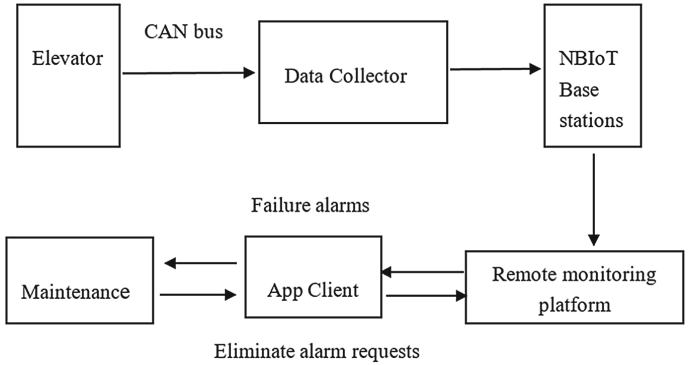 CAN bus
Elevator
Data Collector
NBIoT
Base
stations
Failure alarms
Maintenance
App Client
Remote monitoring
platform
Eliminate alarm requests